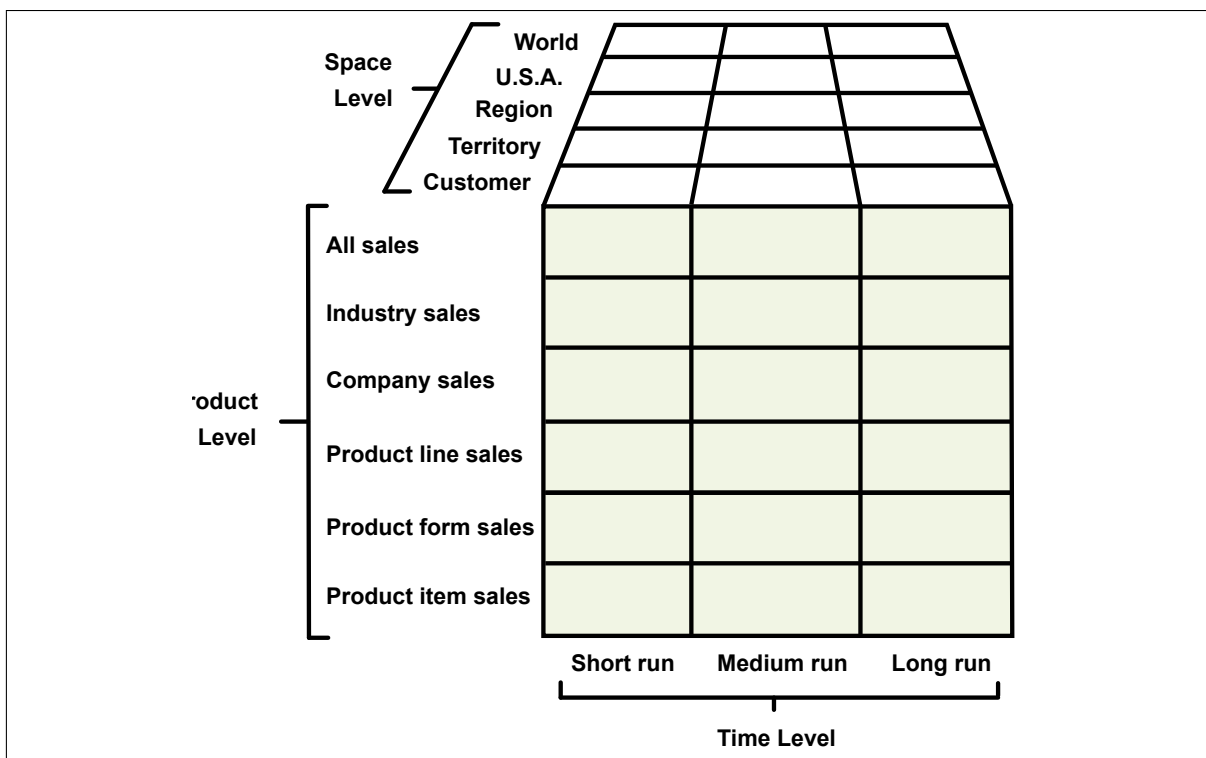 Space
Level
World
U.S.A.
Region
Territory
Customer
All sales
Industry sales
Company sales
roduct
Level
Product line sales
Product form sales
Product item sales
Short run Medium run Long run
Time Level